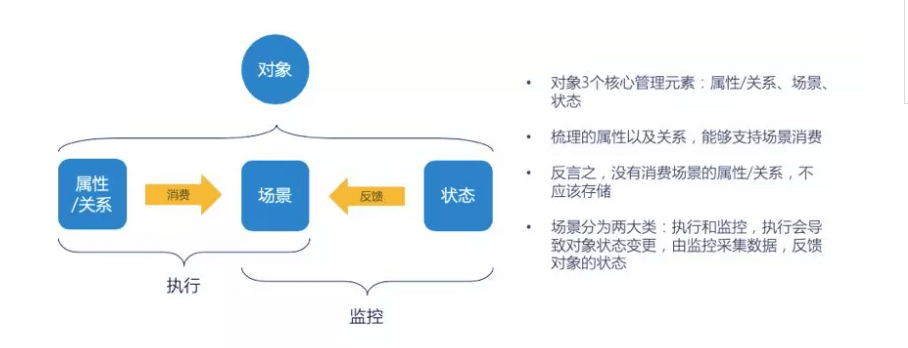 对象
属性
/关系
消费
场景
反馈
状态
执行
监控
• 对象3个核心管理元素：属性/关系、场景、
状态
• 梳理的属性以及关系，能够支持场景消费
• 反言之，没有消费场景的属性/关系，不
应该存储
• 场景分为两大类：执行和监控，执行会导
致对象状态变更，由监控采集数据，反馈
对象的状态